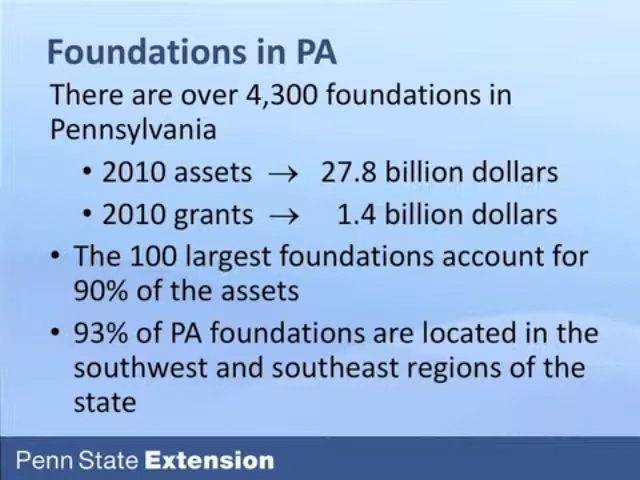 Foundations in PA
There are over 4,300 foundations in
Pennsylvania
• 2010 assets → 27.8 billion dollars
• 2010 grants → 1.4 billion dollars
• The 100 largest foundations account for
90% of the assets
• 93% of PA foundations are located in the
southwest and southeast regions of the
state
Penn State Extension